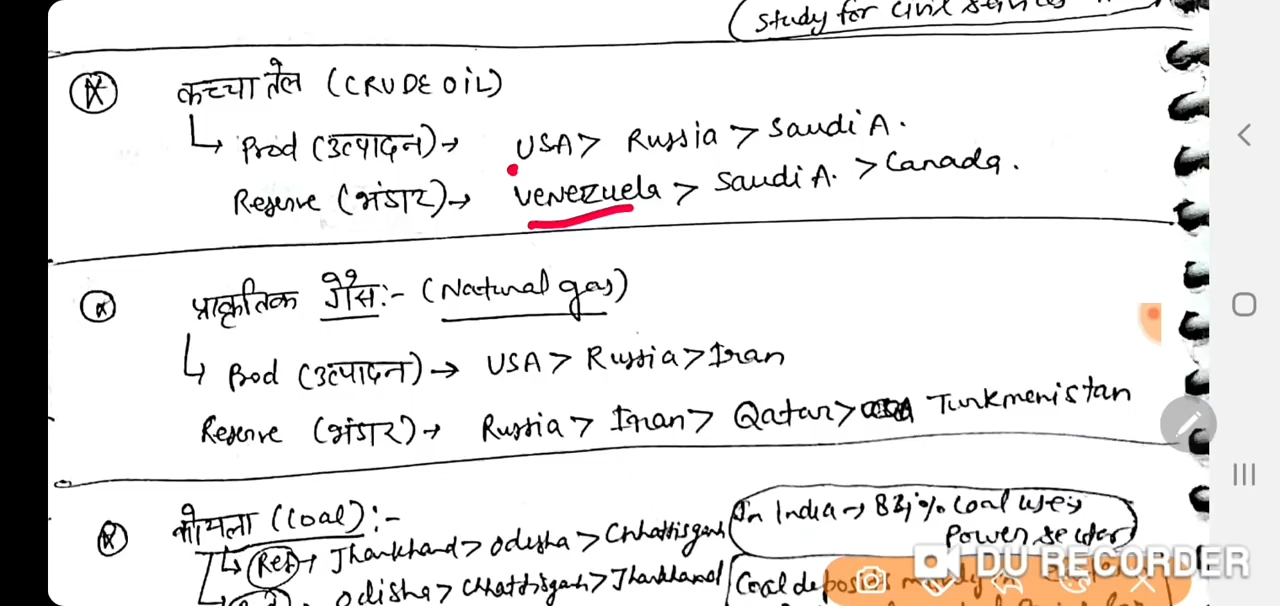 Study for Civil Services
कच्चा तेल (CRUDE OIL)
Prod (उत्पादन) → USA > Russia > Saudi A.
Reserve (भंडार) → Venezuela > Saudi A. > Canada.
प्राकृतिक गैस :- (Natural gas)
Prod (उत्पादन) → USA > Russia > Iran
Reserve (भंडार) → Russia > Iran > Qatar > Turkmenistan
कोयला (Coal) :-
In India → 83% Coal uses
Power sector
(Res) → Jharkhand > Odisha > Chhattisgarh
odisha > Chhattisgarh > Jharkhand
Coal deposits
DU RECORDER